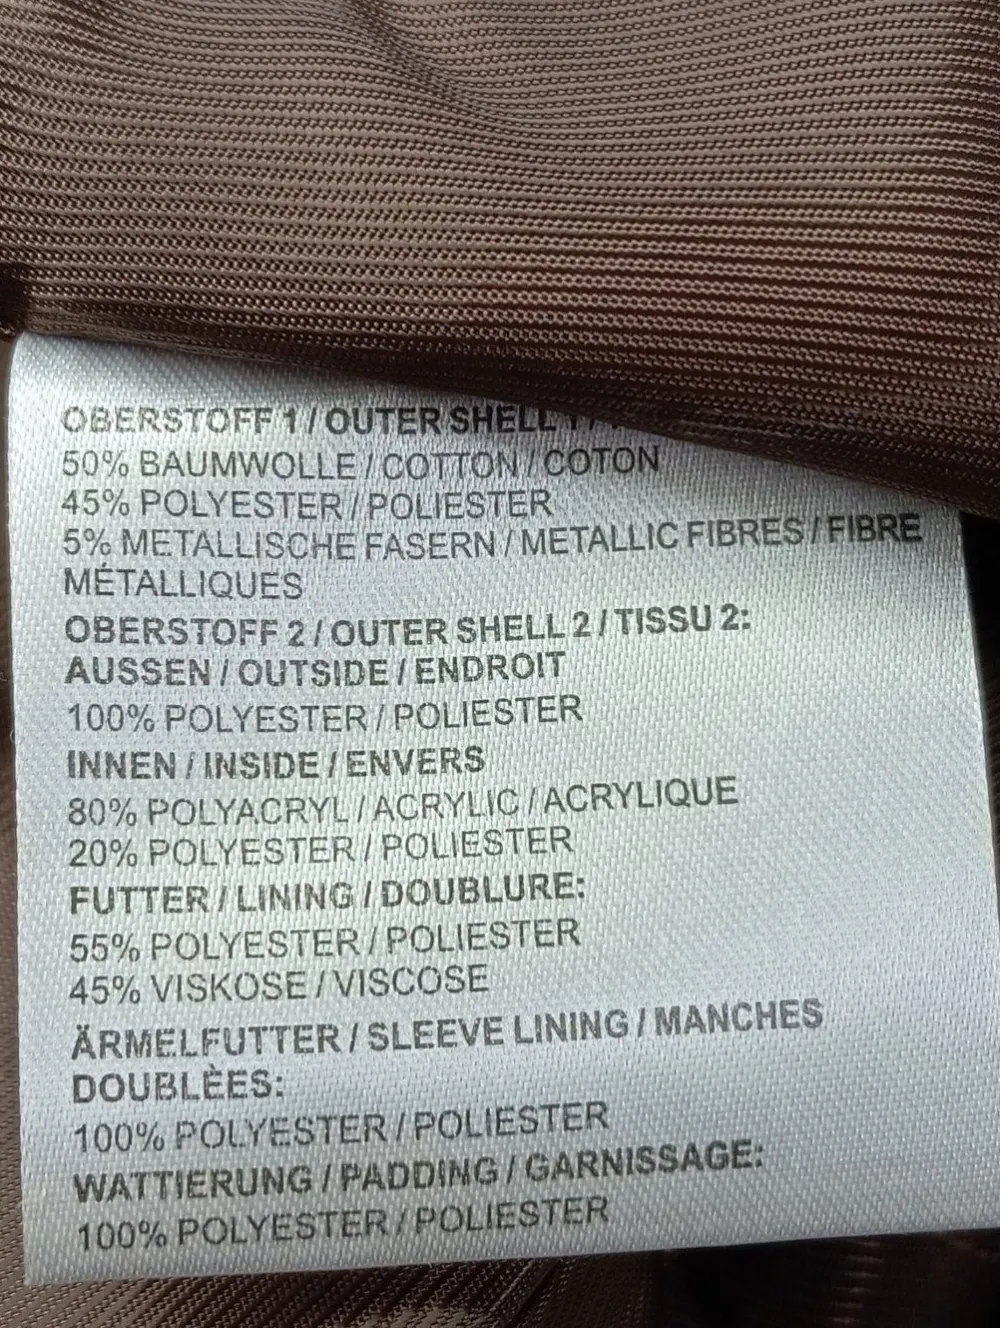 OBERSTOFF 1 / OUTER SHELL
50% BAUMWOLLE / COTTON / COTON
45% POLYESTER / POLIESTER
5% METALLISCHE FASERN / METALLIC FIBRES / FIBRE
MÉTALLIQUES
OBERSTOFF 2 / OUTER SHELL 2 / TISSU 2:
AUSSEN / OUTSIDE / ENDROIT
100% POLYESTER / POLIESTER
INNEN / INSIDE / ENVERS
80% POLYACRYL / ACRYLIC / ACRYLIQUE
20% POLYESTER / POLIESTER
FUTTER / LINING / DOUBLURE:
55% POLYESTER / POLIESTER
45% VISKOSE / VISCOSE
ÄRMELFUTTER / SLEEVE LINING / MANCHES
DOUBLÈES:
100% POLYESTER / POLIESTER
WATTIERUNG / PADDING / GARNISSAGE:
100% POLYESTER / POLIESTER